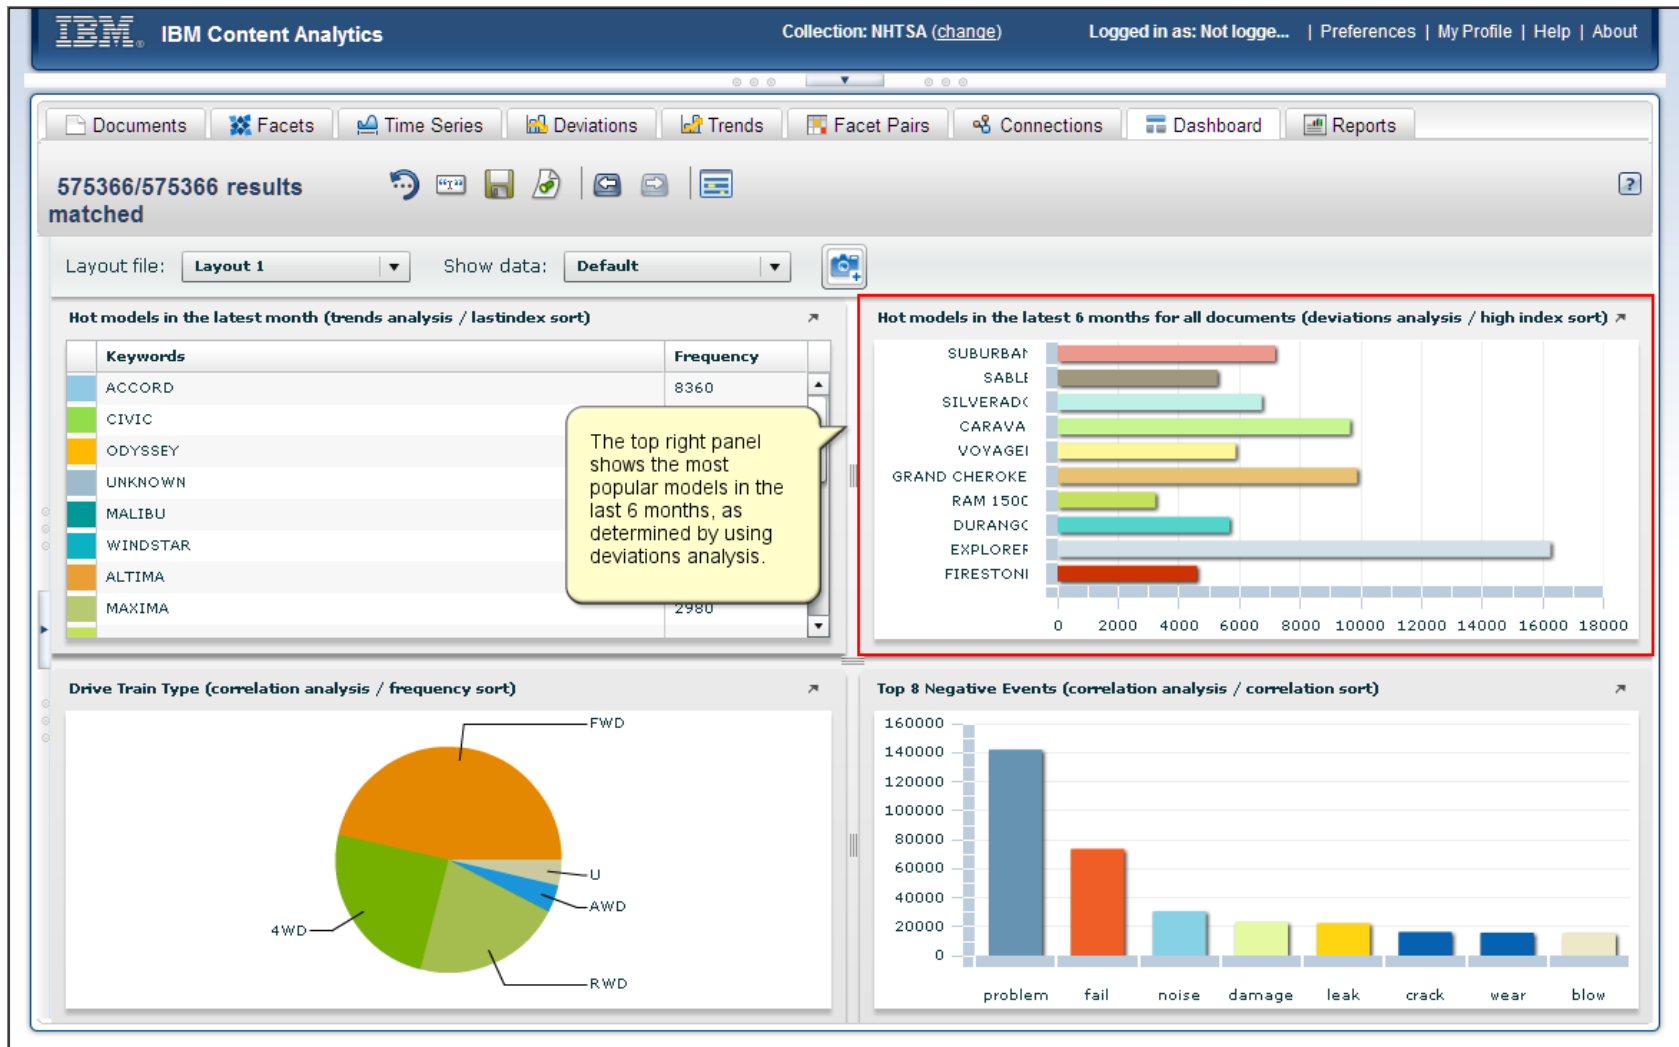 IBM® IBM Content Analytics
Collection: NHTSA (change) Logged in as: Not logge... | Preferences | My Profile | Help | About
Documents Facets Time Series Deviations Trends Facet Pairs Connections Dashboard Reports
575366/575366 results
matched
Layout file: Layout 1 Show data: Default
Hot models in the latest month (trends analysis / lastindex sort)
Keywords Frequency
ACCORD 8360
CIVIC
ODYSSEY
UNKNOWN
MALIBU
WINDSTAR
ALTIMA
MAXIMA 2980
The top right panel
shows the most
popular models in the
last 6 months, as
determined by using
deviations analysis.
Hot models in the latest 6 months for all documents (deviations analysis / high index sort)
SUBURBAN
SABLE
SILVERADO
CARAVA
VOYAGEI
GRAND CHEROKE
RAM 150C
DURANGO
EXPLORER
FIRESTONI
0 2000 4000 6000 8000 10000 12000 14000 16000 18000
Drive Train Type (correlation analysis / frequency sort)
FWD
U
AWD
4WD
RWD
Top 8 Negative Events (correlation analysis / correlation sort)
160000
140000
120000
100000
80000
60000
40000
20000
0
problem fail noise damage leak crack wear blow